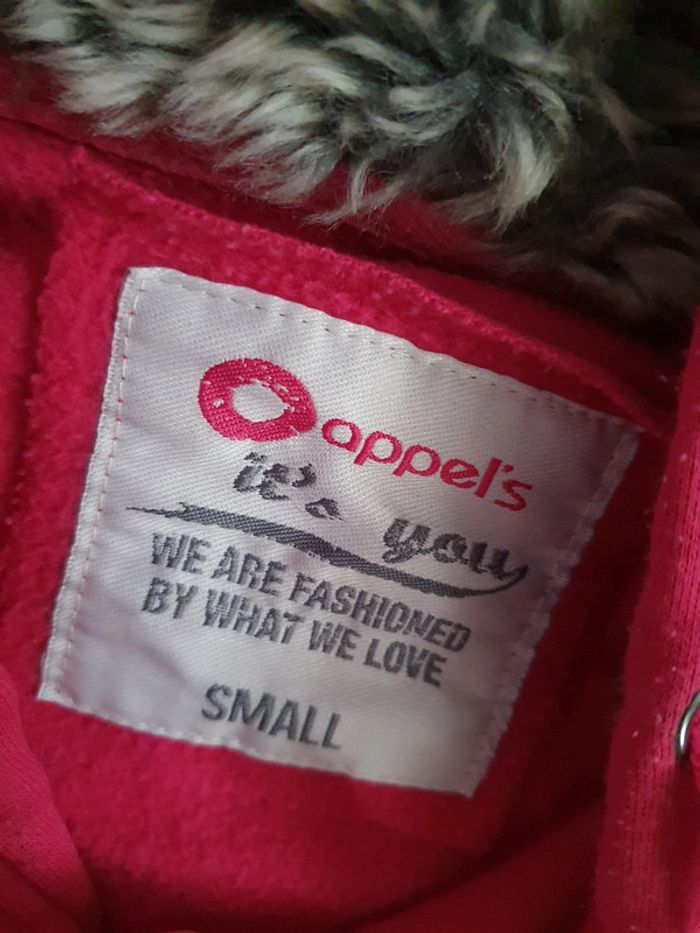 appel's
it's you
WE ARE FASHIONED
BY WHAT WE LOVE
SMALL